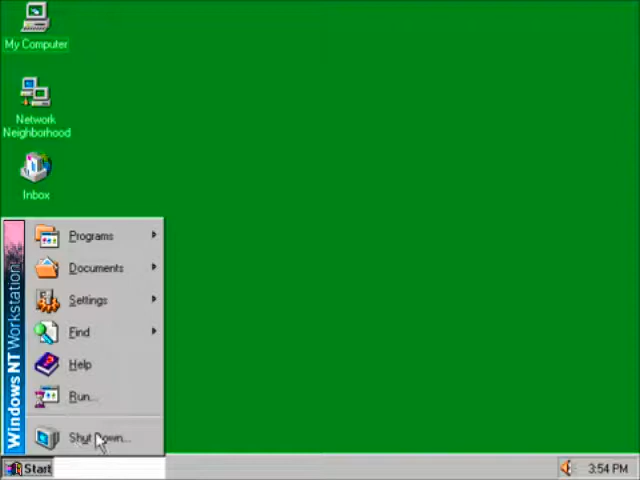 My Computer
Network
Neighborhood
Inbox
Programs
Documents
Settings
Find
Help
Run...
Shut Down...
Windows NT Workstation
Start
3:54 PM